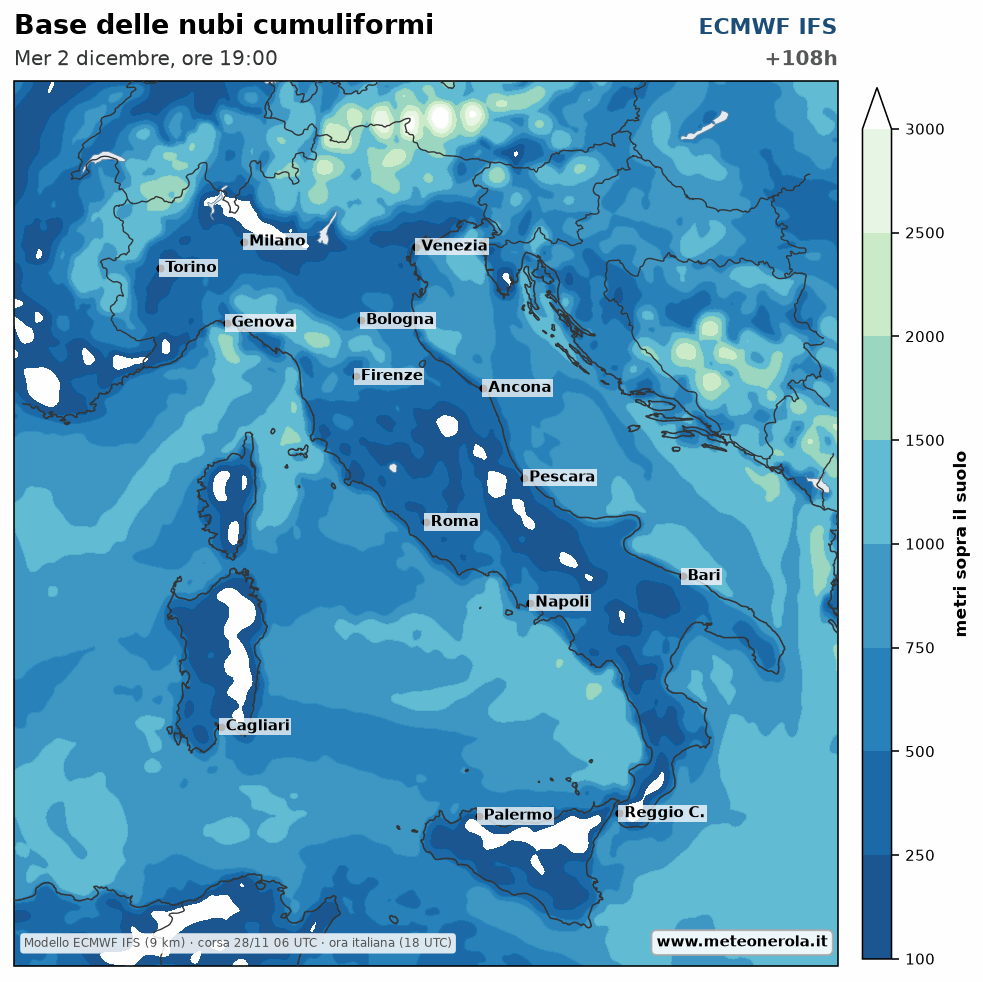 Base delle nubi cumuliformi
ECMWF IFS
Mer 2 dicembre, ore 19:00
+108h
Milano
Venezia
Torino
Genova
Bologna
Firenze
Ancona
Pescara
Roma
Bari
Napoli
Cagliari
Palermo
Reggio C.
3000
2500
2000
1500
1000
750
500
250
100
metri sopra il suolo
Modello ECMWF IFS (9 km) · corsa 28/11 06 UTC · ora italiana (18 UTC)
www.meteonerola.it